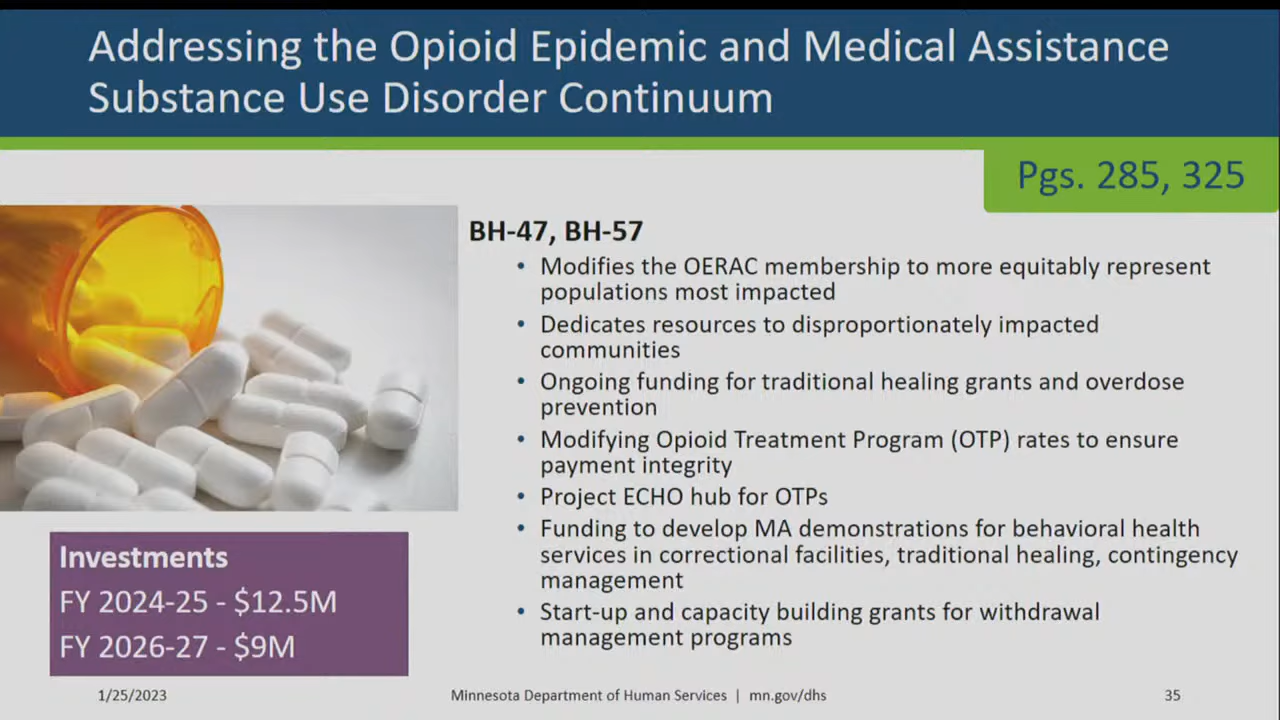 Addressing the Opioid Epidemic and Medical Assistance
Substance Use Disorder Continuum
Pgs. 285, 325
BH-47, BH-57
• Modifies the OERAC membership to more equitably represent
populations most impacted
• Dedicates resources to disproportionately impacted
communities
• Ongoing funding for traditional healing grants and overdose
prevention
• Modifying Opioid Treatment Program (OTP) rates to ensure
payment integrity
• Project ECHO hub for OTPs
• Funding to develop MA demonstrations for behavioral health
services in correctional facilities, traditional healing, contingency
management
• Start-up and capacity building grants for withdrawal
management programs
Investments
FY 2024-25 - $12.5M
FY 2026-27 - $9M
1/25/2023
Minnesota Department of Human Services | mn.gov/dhs
35